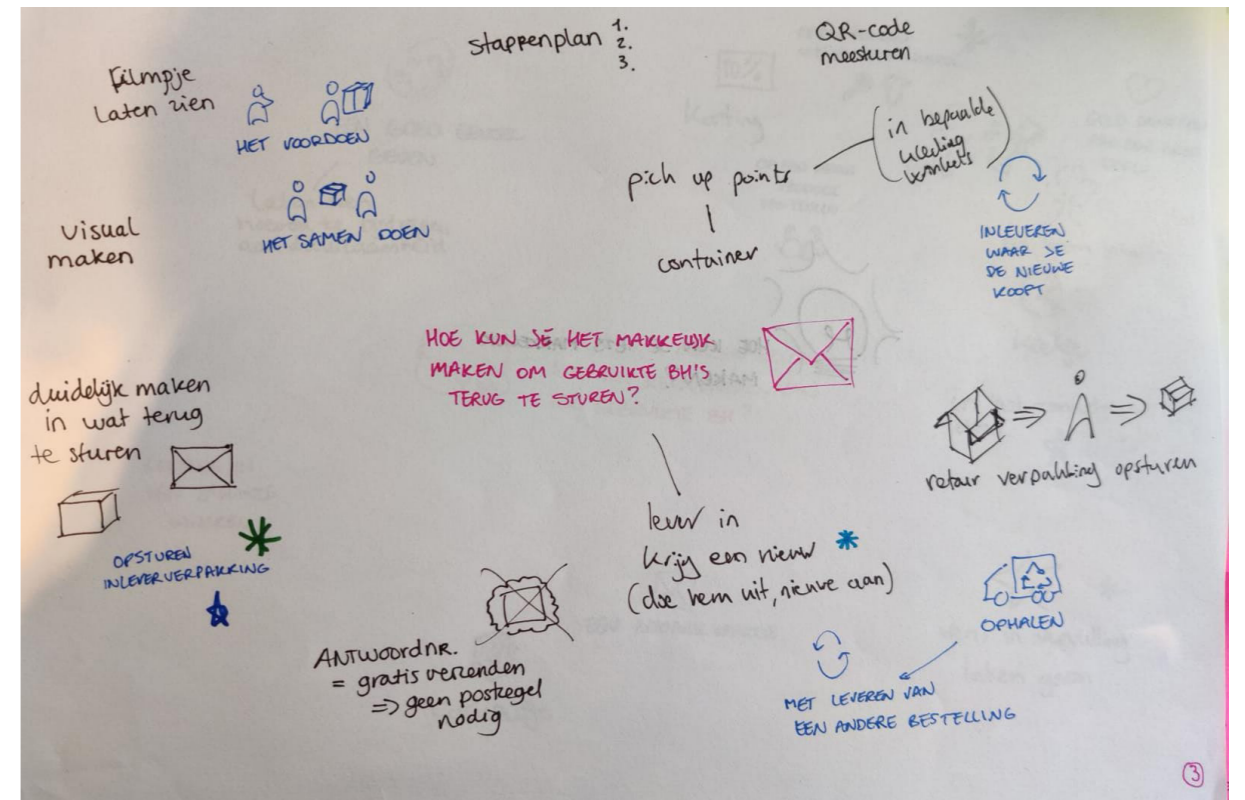 stappenplan 1.
2.
3.
QR-code
meesturen
Filmpje
laten zien
HET VOORDOEN
(in bepaalde
kleding
winkels)
pick up points
container
HET SAMEN DOEN
visual
maken
INLEVEREN
WAAR JE
DE NIEUWE
KOOPT
HOE KUN JE HET MAKKELIJK
MAKEN OM GEBRUIKTE BH'S
TERUG TE STUREN?
duidelijk maken
in wat terug
te sturen
OPSTUREN
INLEVERVERPAKKING
retour verpakking opsturen
lever in
krijg een nieuw
(doe hem uit, nieuwe aan)
OPHALEN
ANTWOORDNR.
= gratis verzenden
=> geen postzegel
nodig
MET LEVEREN VAN
EEN ANDERE BESTELLING
3